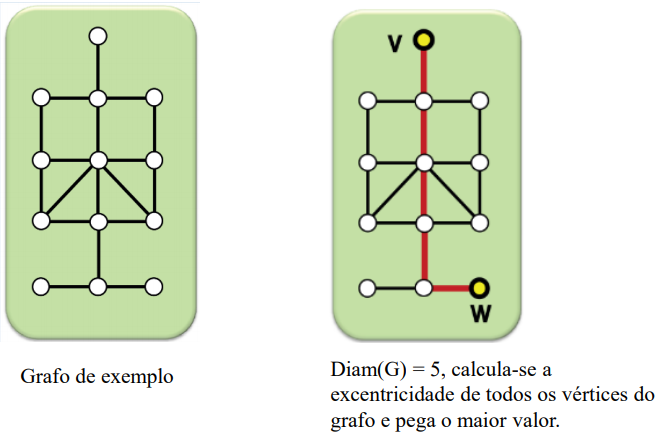 V
W
Grafo de exemplo
Diam(G) = 5, calcula-se a
excentricidade de todos os vértices do
grafo e pega o maior valor.